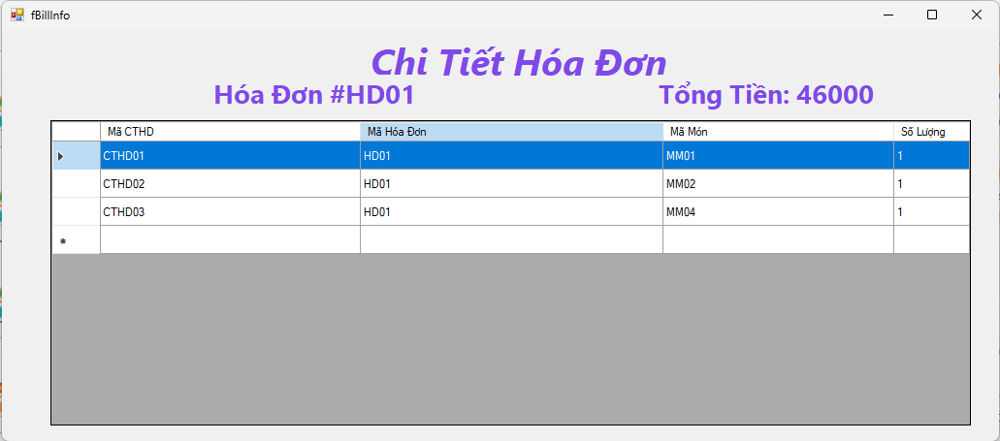 fBillInfo
Chi Tiết Hóa Đơn
Hóa Đơn #HD01 Tổng Tiền: 46000
Mã CTHD Mã Hóa Đơn Mã Món Số Lượng
CTHD01 HD01 MM01 1
CTHD02 HD01 MM02 1
CTHD03 HD01 MM04 1